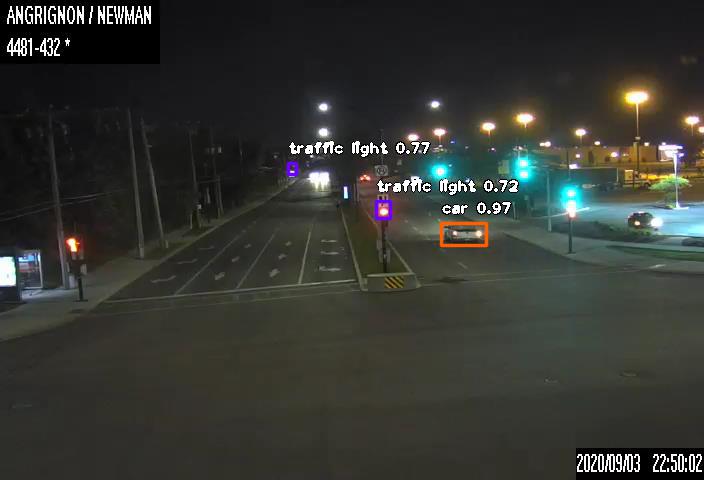 ANGRIGNON / NEWMAN
4481-432 *
traffic light 0.77
traffic light 0.72
car 0.97
2020/09/03 22:50:02